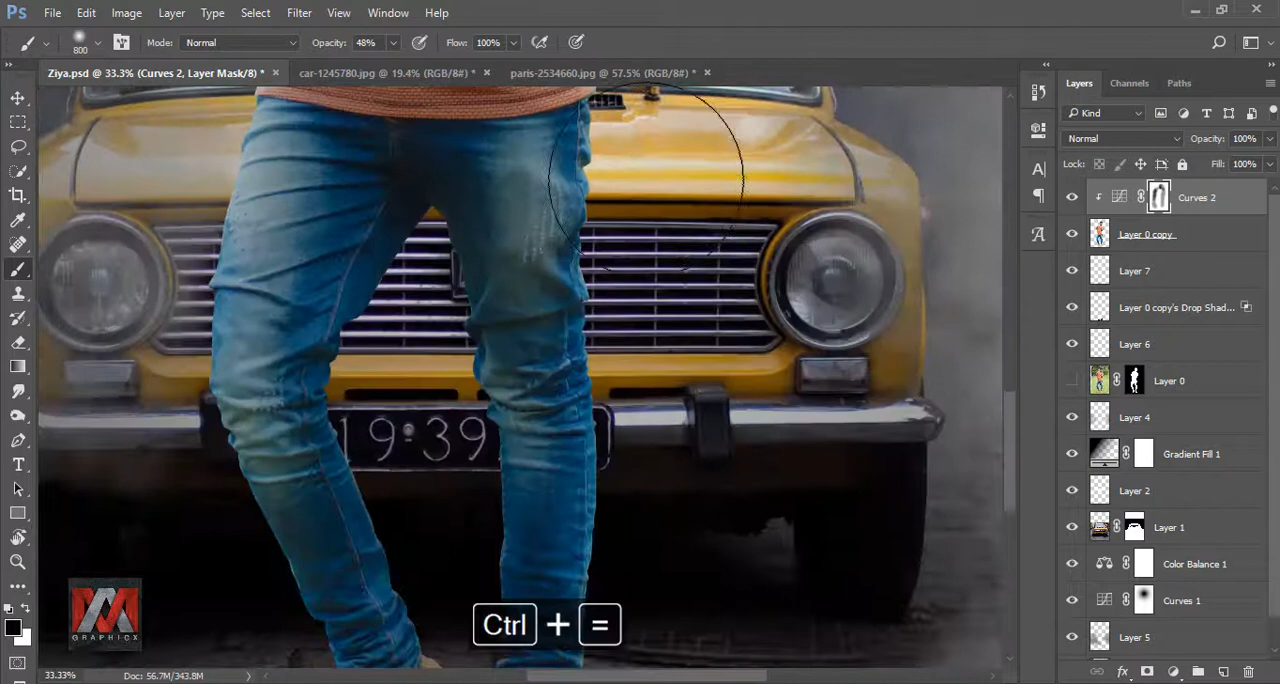 Ps File Edit Image Layer Type Select Filter View Window Help
800 Mode: Normal Opacity: 48% Flow: 100%
Ziya.psd @ 33.3% (Curves 2, Layer Mask/8) * × car-1245780.jpg @ 19.4% (RGB/8#) * × paris-2534660.jpg @ 57.5% (RGB/8#) * ×
Layers Channels Paths
Kind
Normal Opacity: 100%
Lock: Fill: 100%
Curves 2
Layer 0 copy
Layer 7
Layer 0 copy's Drop Shad...
Layer 6
Layer 0
Layer 4
Gradient Fill 1
Layer 2
Layer 1
Color Balance 1
Curves 1
Layer 5
19 39
GRAPHICX
Ctrl + =
33.33% Doc: 56.7M/343.8M